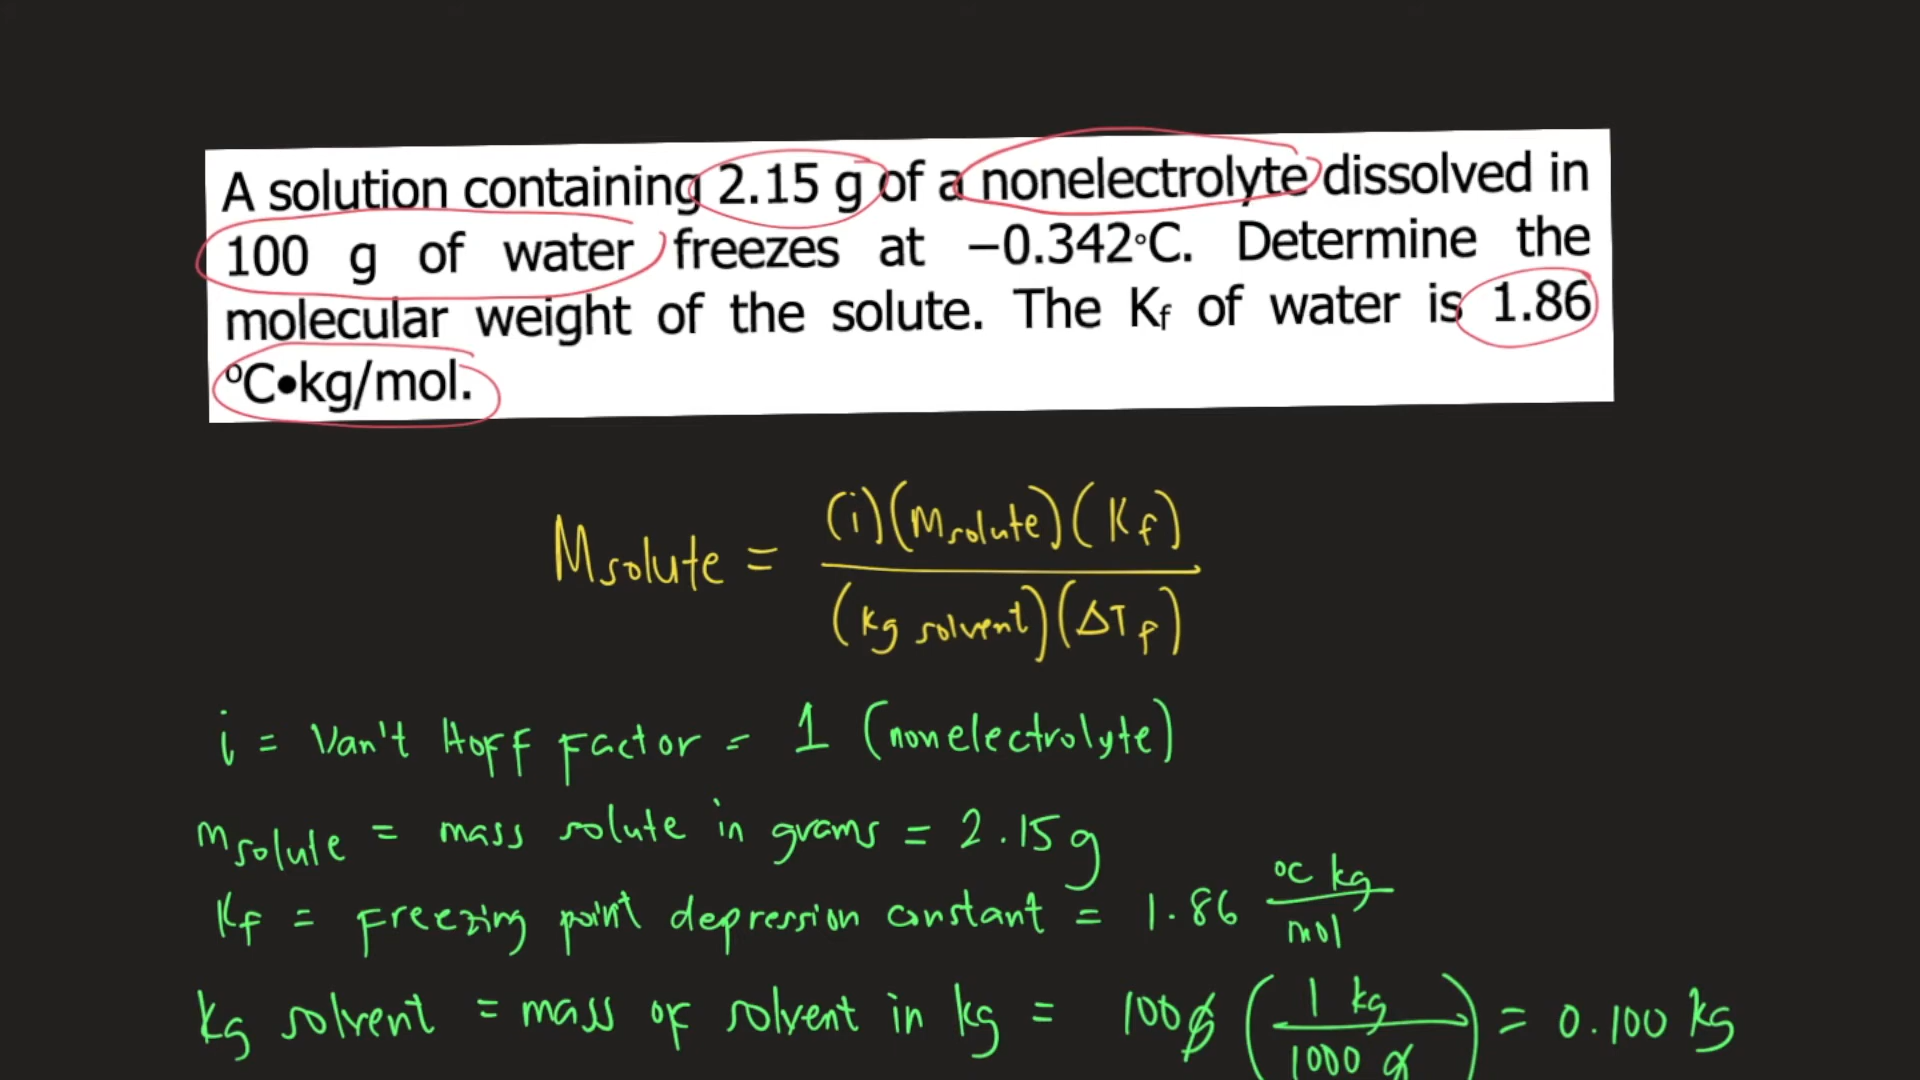 A solution containing 2.15 g of a nonelectrolyte dissolved in
100 g of water freezes at −0.342°C. Determine the
molecular weight of the solute. The Kf of water is 1.86
°C•kg/mol.
Msolute = (i)(msolute)(Kf)
(kg solvent)(ΔTf)
i = Van't Hoff Factor = 1 (nonelectrolyte)
msolute = mass solute in grams = 2.15 g
Kf = freezing point depression constant = 1.86 °C kg
mol
kg solvent = mass of solvent in kg = 100 g (1 kg
1000 g) = 0.100 kg